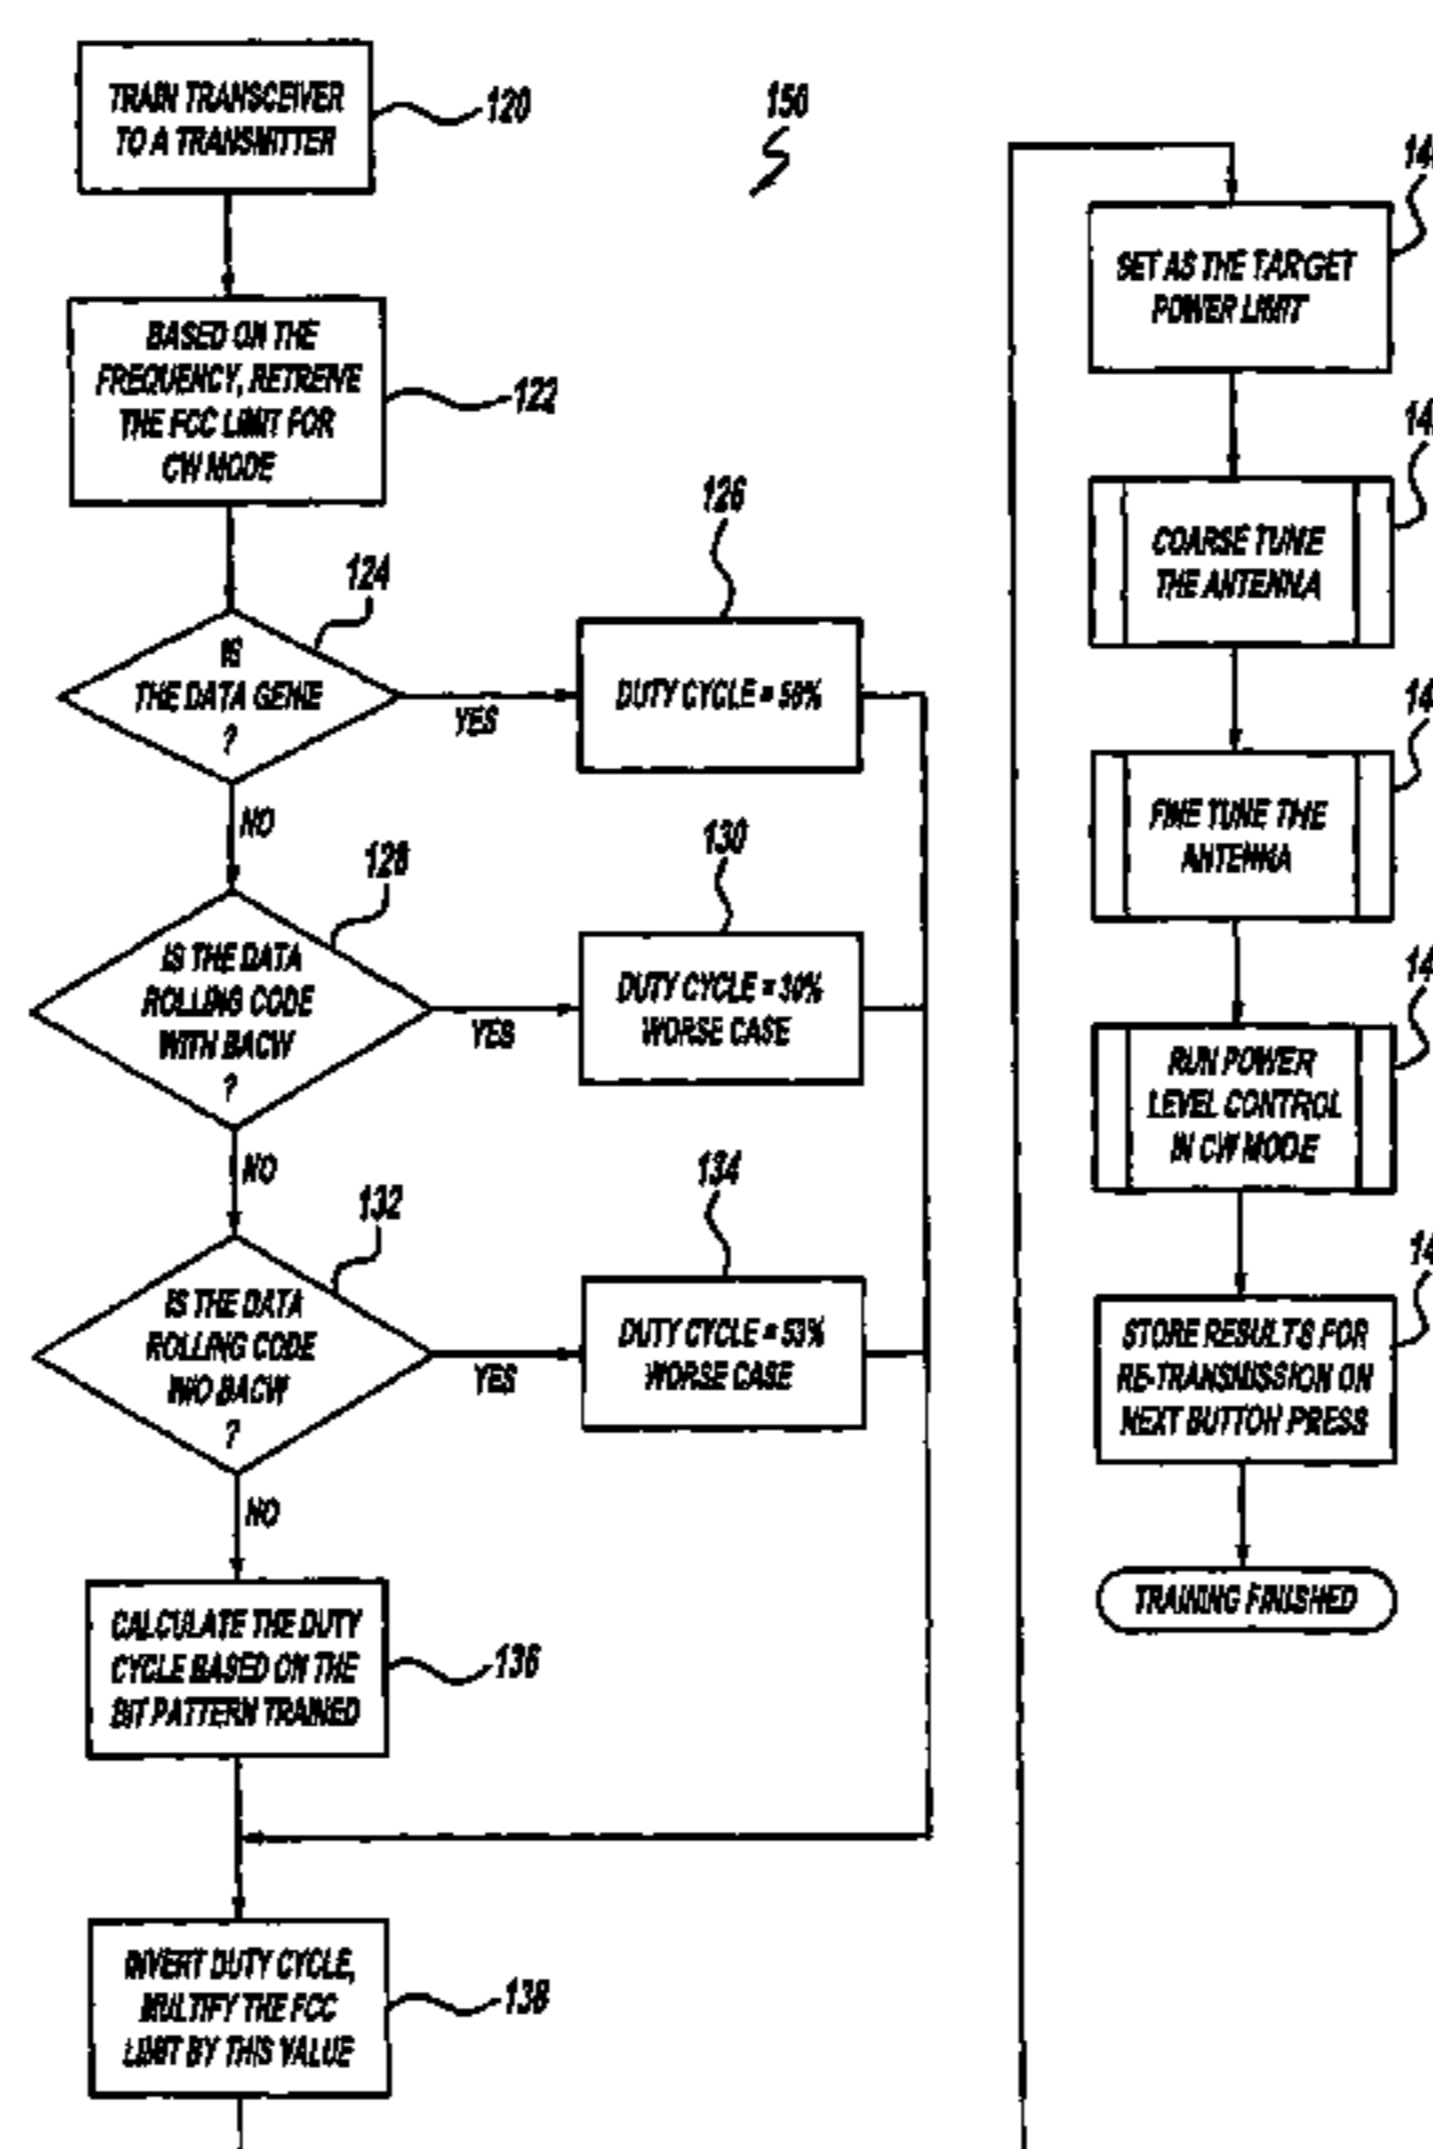 TRAIN TRANSCEIVER
TO A TRANSMITTER
120
150
BASED ON THE
FREQUENCY, RETREIVE
THE FCC LIMIT FOR
CW MODE
122
124
IS
THE DATA GENIE
?
YES
126
DUTY CYCLE = 50%
NO
128
IS THE DATA
ROLLING CODE
WITH BACW
?
YES
130
DUTY CYCLE = 30%
WORSE CASE
NO
132
IS THE DATA
ROLLING CODE
W/O BACW
?
YES
134
DUTY CYCLE = 53%
WORSE CASE
NO
CALCULATE THE DUTY
CYCLE BASED ON THE
BIT PATTERN TRAINED
136
INVERT DUTY CYCLE,
MULTIFY THE FCC
LIMIT BY THIS VALUE
138
SET AS THE TARGET
POWER LIMIT
COARSE TUNE
THE ANTENNA
FINE TUNE THE
ANTENNA
RUN POWER
LEVEL CONTROL
IN CW MODE
STORE RESULTS FOR
RE-TRANSMISSION ON
NEXT BUTTON PRESS
TRAINING FINISHED